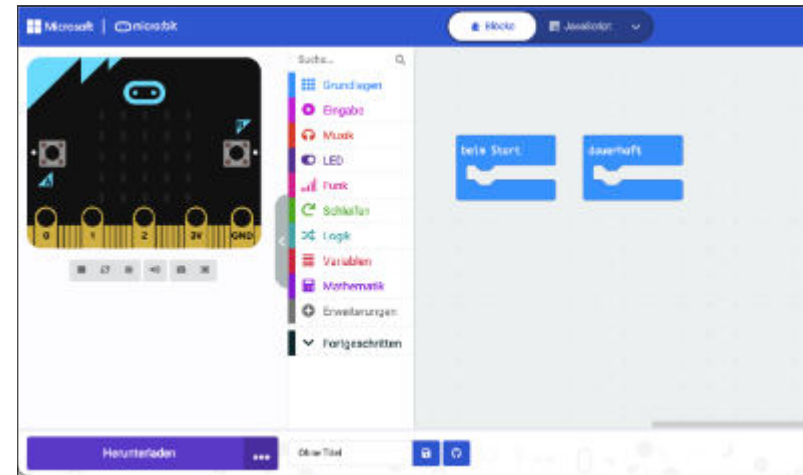 Microsoft | micro:bit
Blöcke
JavaScript
Suche...
Grundlagen
Eingabe
Musik
LED
Funk
Schleifen
Logik
Variablen
Mathematik
Erweiterungen
Fortgeschritten
beim Start
dauerhaft
0 1 2 3V GND
Herunterladen
Ohne Titel